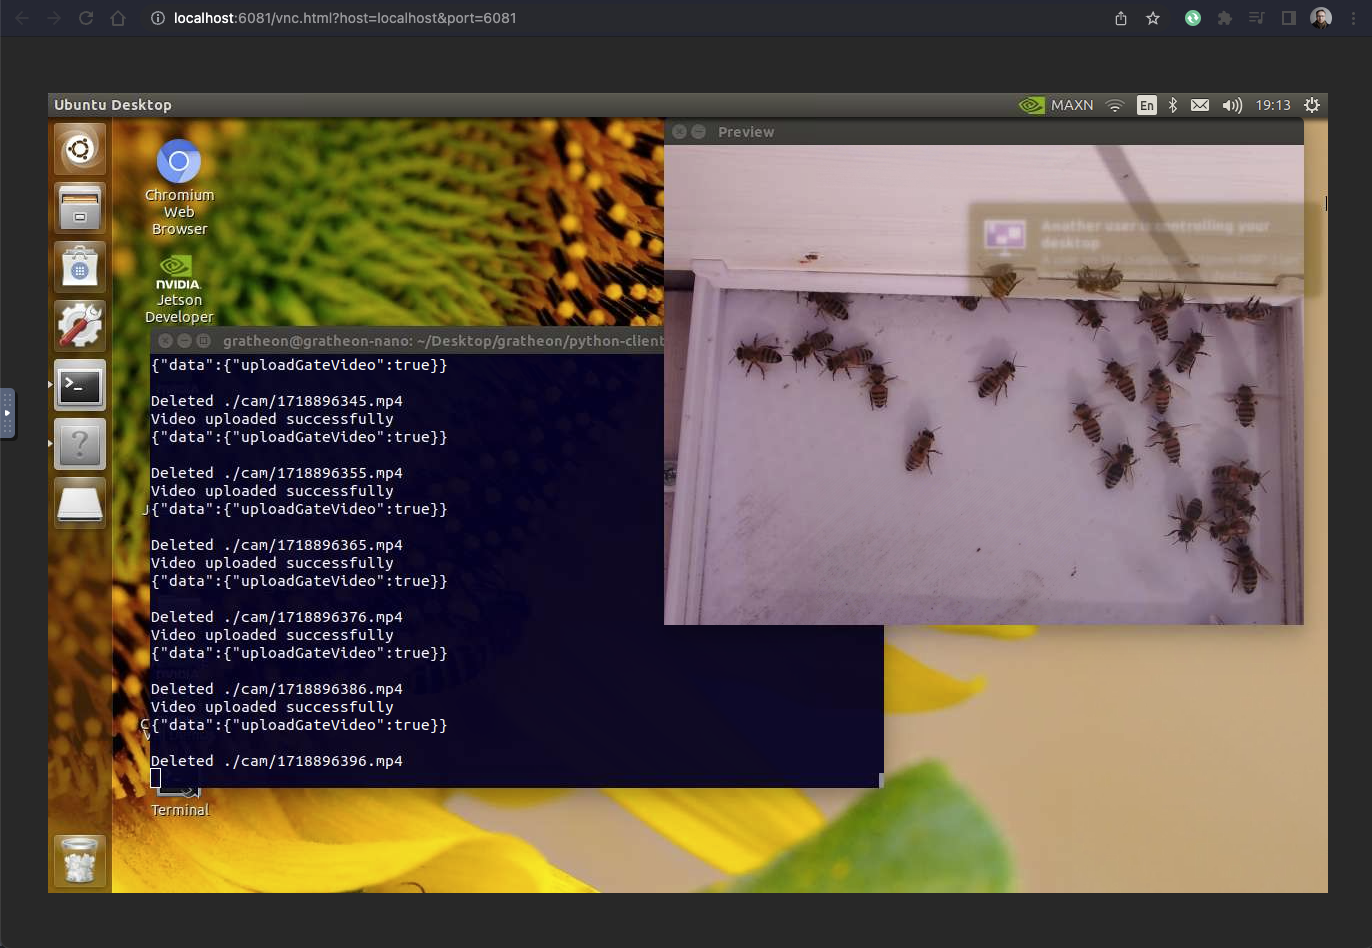 localhost:6081/vnc.html?host=localhost&port=6081
Ubuntu Desktop
MAXN
En
19:13
Chromium
Web
Browser
NVIDIA.
Jetson
Developer
Preview
Another user is controlling your
desktop
gratheon@gratheon-nano: ~/Desktop/gratheon/python-client
{"data":{"uploadGateVideo":true}}
Deleted ./cam/1718896345.mp4
Video uploaded successfully
{"data":{"uploadGateVideo":true}}
Deleted ./cam/1718896355.mp4
Video uploaded successfully
J{"data":{"uploadGateVideo":true}}
Deleted ./cam/1718896365.mp4
Video uploaded successfully
{"data":{"uploadGateVideo":true}}
Deleted ./cam/1718896376.mp4
Video uploaded successfully
{"data":{"uploadGateVideo":true}}
NVIDIA
Deleted ./cam/1718896386.mp4
Video uploaded successfully
{"data":{"uploadGateVideo":true}}
Deleted ./cam/1718896396.mp4
Terminal